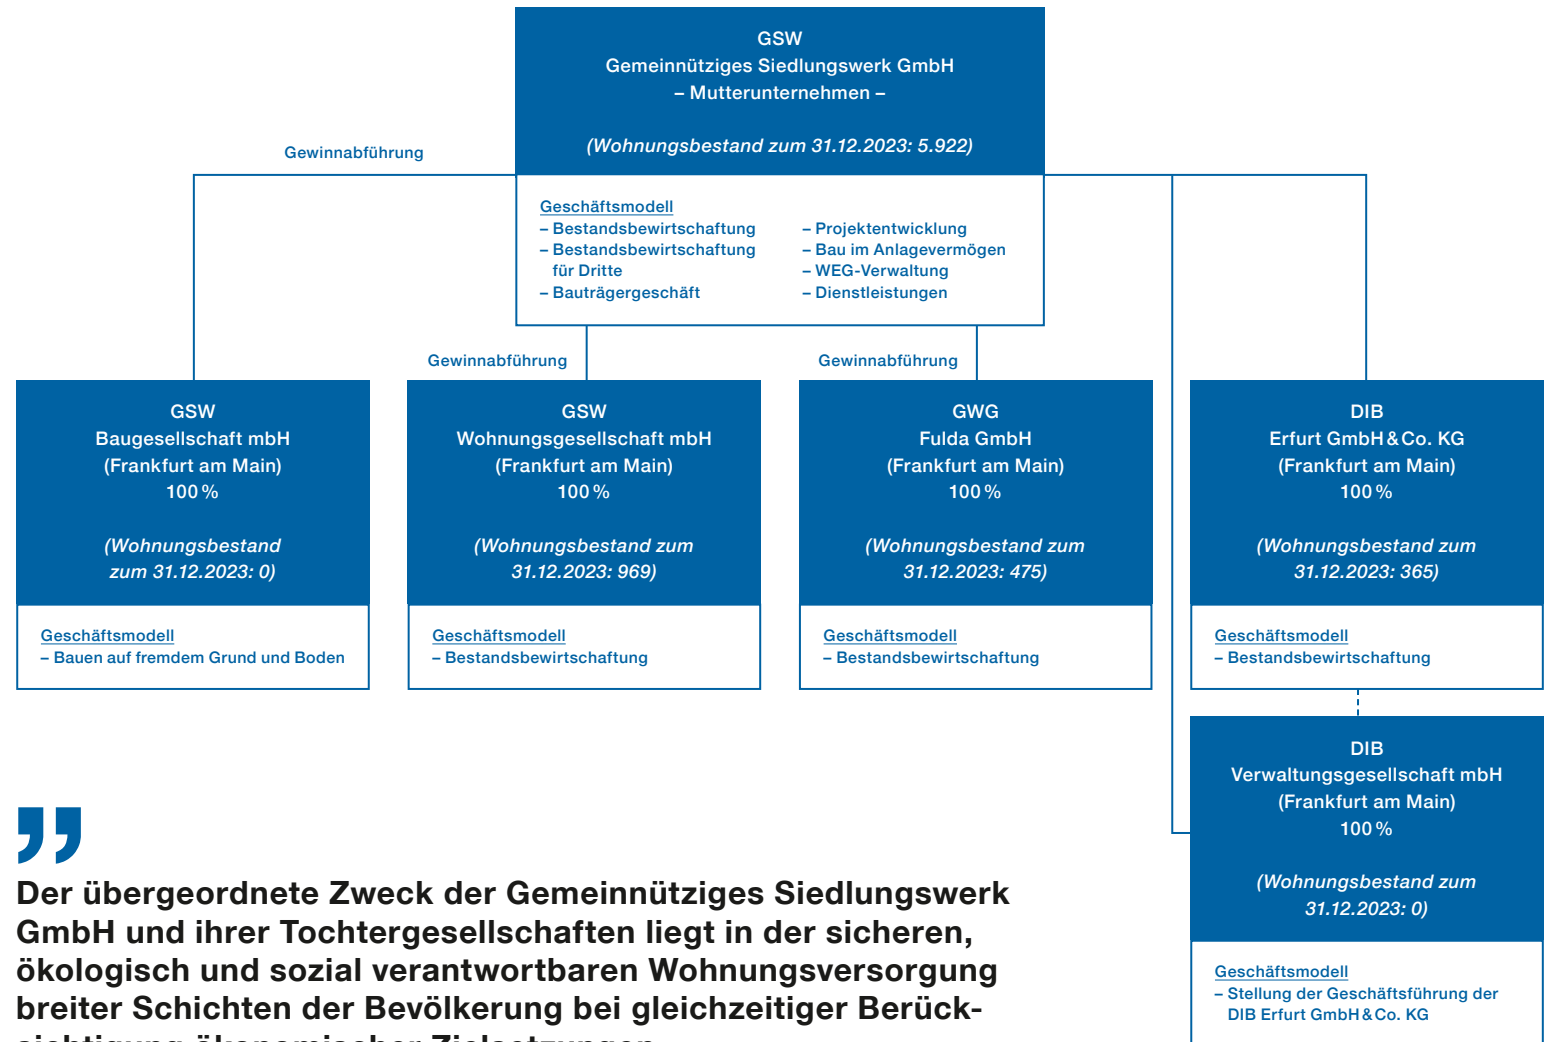 GSW
Gemeinnütziges Siedlungswerk GmbH
– Mutterunternehmen –
(Wohnungsbestand zum 31.12.2023: 5.922)
Gewinnabführung
Geschäftsmodell
– Bestandsbewirtschaftung
– Bestandsbewirtschaftung
für Dritte
– Bauträgergeschäft
– Projektentwicklung
– Bau im Anlagevermögen
– WEG-Verwaltung
– Dienstleistungen
Gewinnabführung
Gewinnabführung
GSW
Baugesellschaft mbH
(Frankfurt am Main)
100 %
(Wohnungsbestand
zum 31.12.2023: 0)
Geschäftsmodell
– Bauen auf fremdem Grund und Boden
GSW
Wohnungsgesellschaft mbH
(Frankfurt am Main)
100 %
(Wohnungsbestand zum
31.12.2023: 969)
Geschäftsmodell
– Bestandsbewirtschaftung
GWG
Fulda GmbH
(Frankfurt am Main)
100 %
(Wohnungsbestand zum
31.12.2023: 475)
Geschäftsmodell
– Bestandsbewirtschaftung
DIB
Erfurt GmbH & Co. KG
(Frankfurt am Main)
100 %
(Wohnungsbestand zum
31.12.2023: 365)
Geschäftsmodell
– Bestandsbewirtschaftung
DIB
Verwaltungsgesellschaft mbH
(Frankfurt am Main)
100 %
(Wohnungsbestand zum
31.12.2023: 0)
Geschäftsmodell
– Stellung der Geschäftsführung der
DIB Erfurt GmbH & Co. KG
”
Der übergeordnete Zweck der Gemeinnütziges Siedlungswerk
GmbH und ihrer Tochtergesellschaften liegt in der sicheren,
ökologisch und sozial verantwortbaren Wohnungsversorgung
breiter Schichten der Bevölkerung bei gleichzeitiger Berück-
sichtigung ökonomischer Zielsetzungen